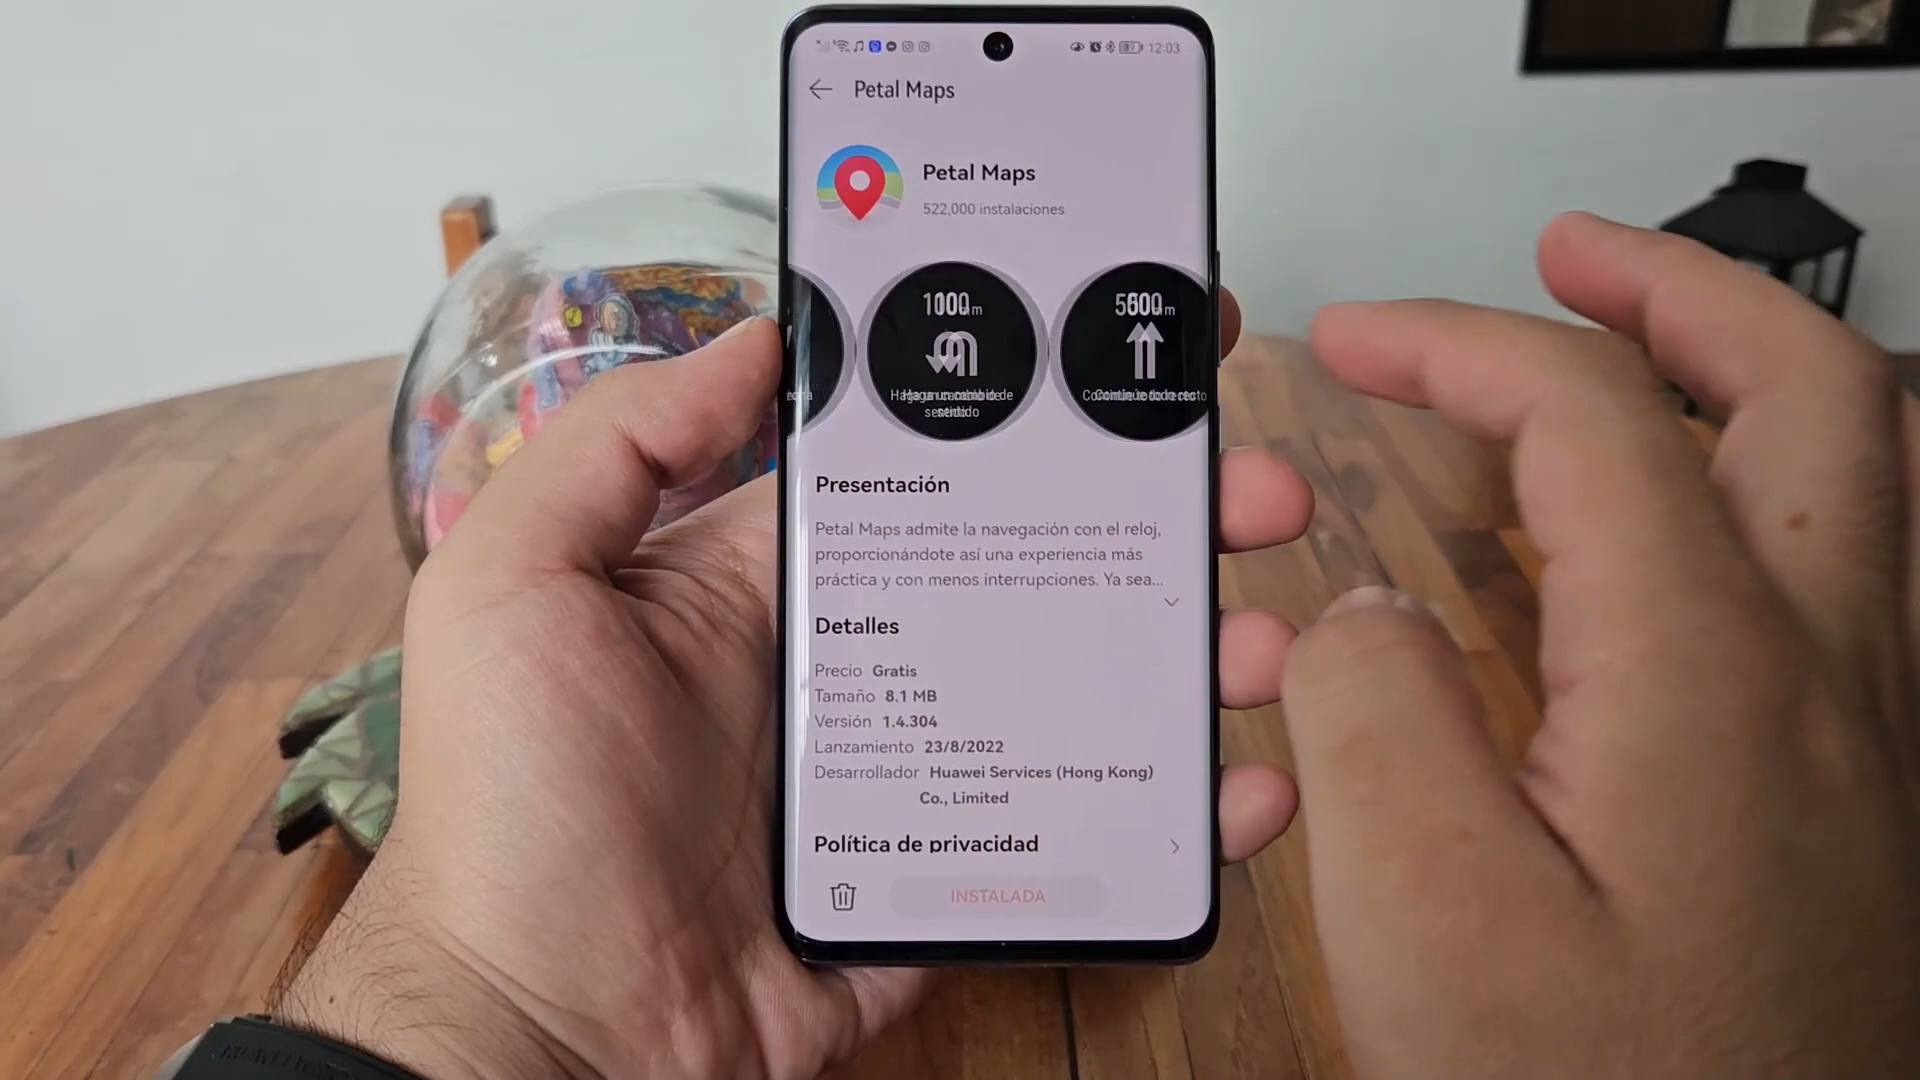 12:03
Petal Maps
Petal Maps
522,000 instalaciones
Presentación
Petal Maps admite la navegación con el reloj,
proporcionándote así una experiencia más
práctica y con menos interrupciones. Ya sea...
Detalles
Precio Gratis
Tamaño 8.1 MB
Versión 1.4.304
Lanzamiento 23/8/2022
Desarrollador Huawei Services (Hong Kong)
Co., Limited
Política de privacidad
INSTALADA